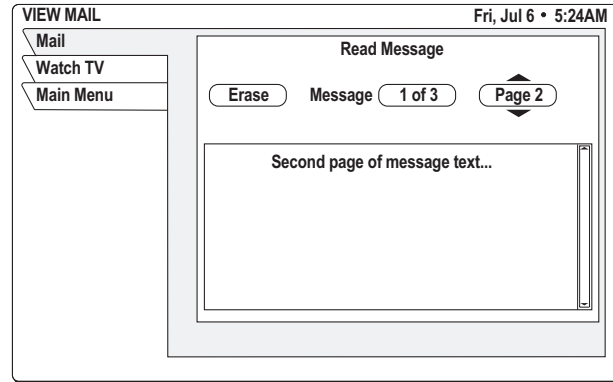 VIEW MAIL Fri, Jul 6 • 5:24AM
Mail
Watch TV
Main Menu
Read Message
Erase Message 1 of 3 Page 2
Second page of message text...